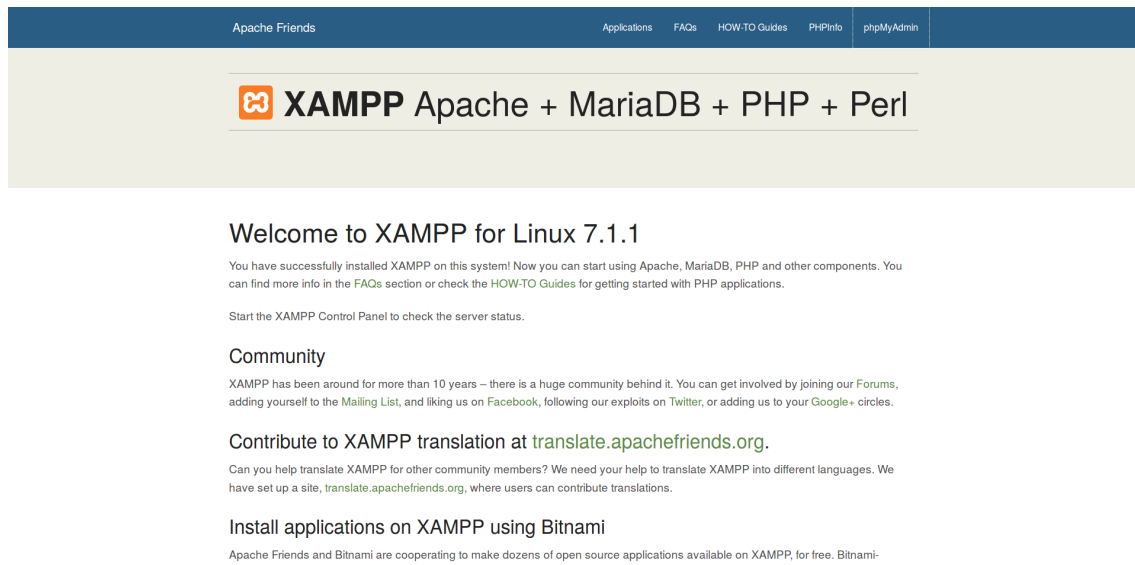 Apache Friends
Applications FAQs HOW-TO Guides PHPInfo phpMyAdmin
XAMPP Apache + MariaDB + PHP + Perl
Welcome to XAMPP for Linux 7.1.1
You have successfully installed XAMPP on this system! Now you can start using Apache, MariaDB, PHP and other components. You
can find more info in the FAQs section or check the HOW-TO Guides for getting started with PHP applications.
Start the XAMPP Control Panel to check the server status.
Community
XAMPP has been around for more than 10 years – there is a huge community behind it. You can get involved by joining our Forums,
adding yourself to the Mailing List, and liking us on Facebook, following our exploits on Twitter, or adding us to your Google+ circles.
Contribute to XAMPP translation at translate.apachefriends.org.
Can you help translate XAMPP for other community members? We need your help to translate XAMPP into different languages. We
have set up a site, translate.apachefriends.org, where users can contribute translations.
Install applications on XAMPP using Bitnami
Apache Friends and Bitnami are cooperating to make dozens of open source applications available on XAMPP, for free. Bitnami-